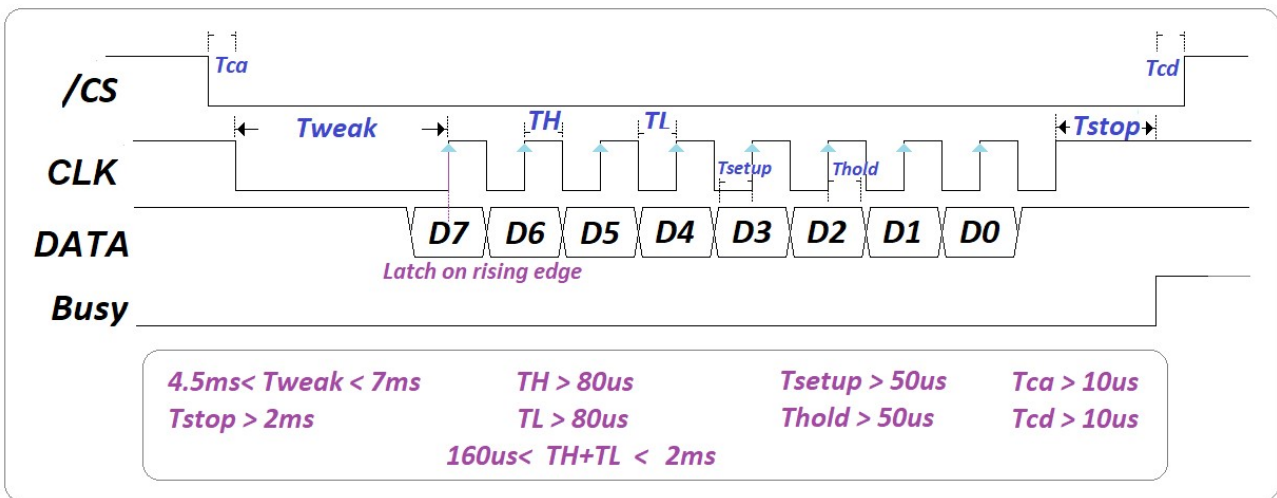 Tca
Tcd
/CS
Tweak
TH
TL
Tstop
CLK
Tsetup
Thold
DATA
D7 D6 D5 D4 D3 D2 D1 D0
Latch on rising edge
Busy
4.5ms< Tweak < 7ms TH > 80us Tsetup > 50us Tca > 10us
Tstop > 2ms TL > 80us Thold > 50us Tcd > 10us
160us< TH+TL < 2ms